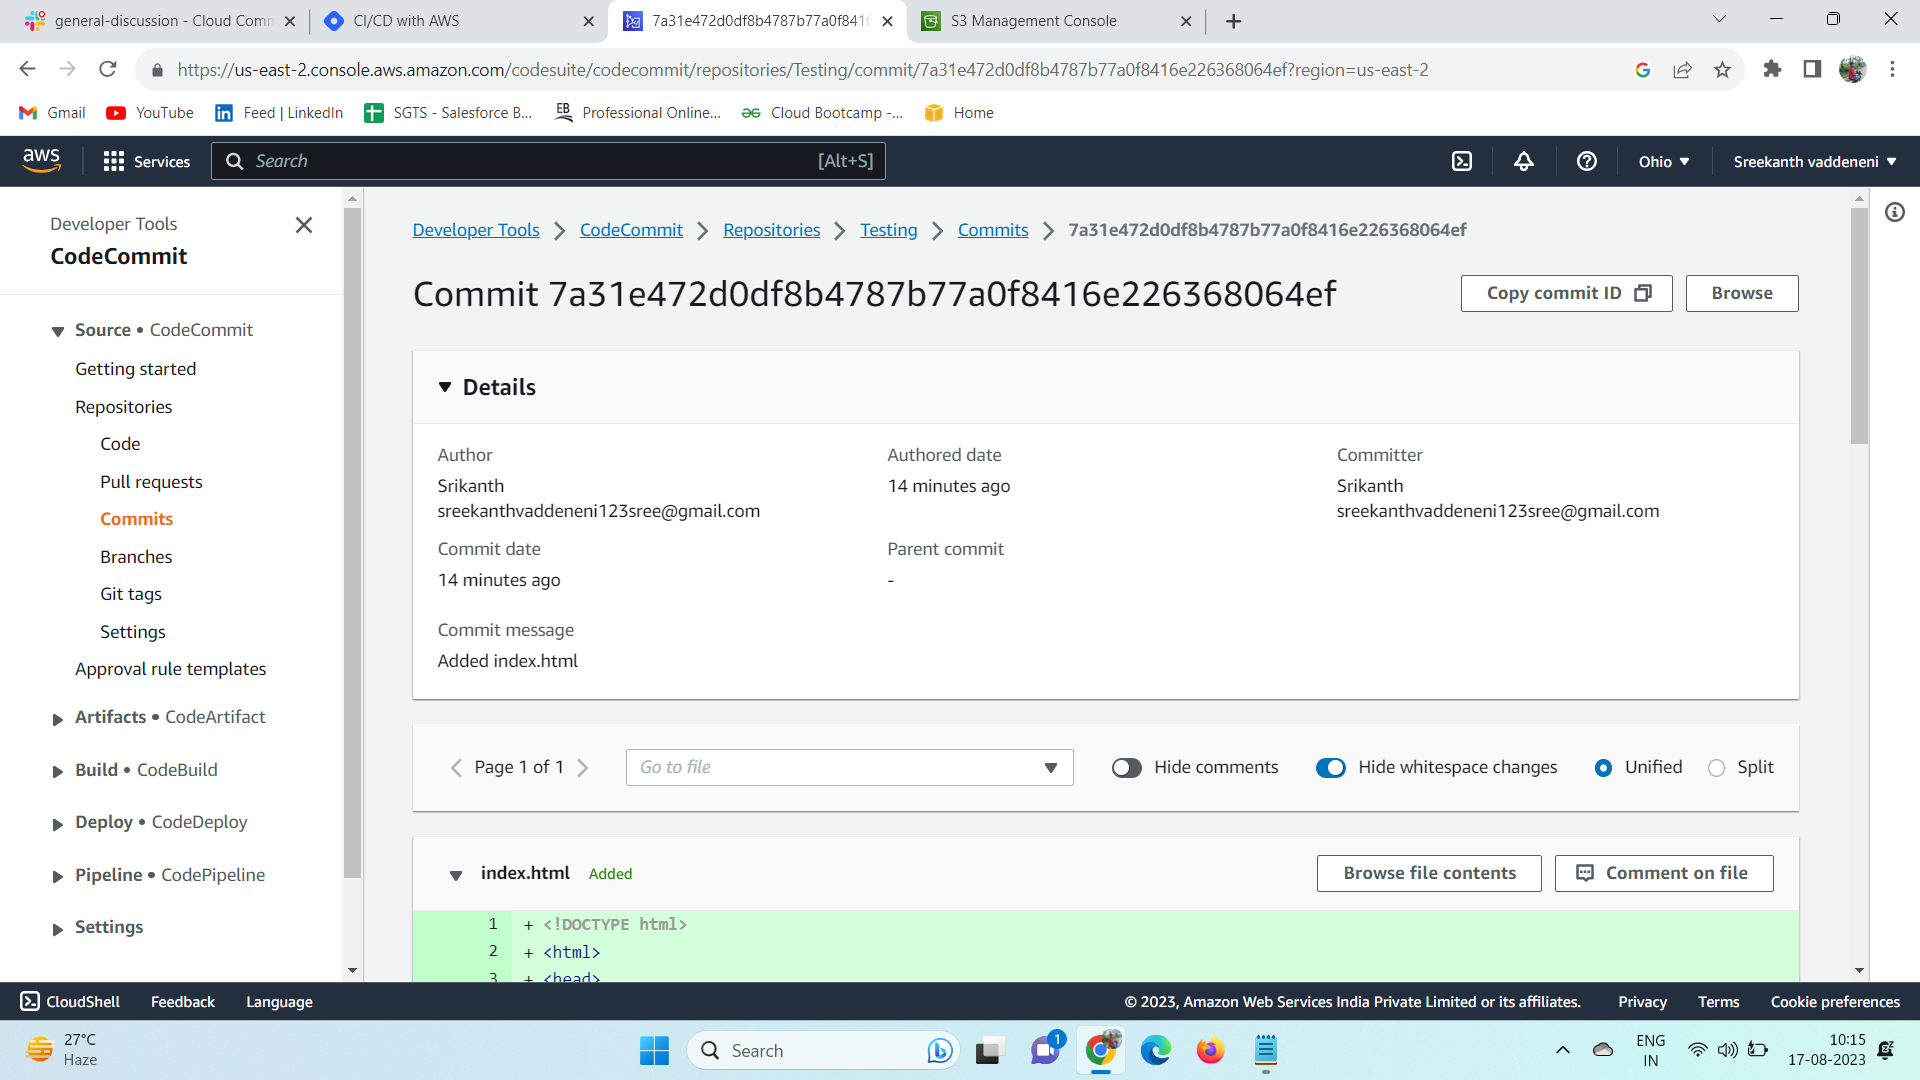 general-discussion - Cloud Comm
CI/CD with AWS
7a31e472d0df8b4787b77a0f8416
S3 Management Console
https://us-east-2.console.aws.amazon.com/codesuite/codecommit/repositories/Testing/commit/7a31e472d0df8b4787b77a0f8416e226368064ef?region=us-east-2
Gmail
YouTube
Feed | LinkedIn
SGTS - Salesforce B...
EB
Professional Online...
Cloud Bootcamp -...
Home
aws
Services
Search
[Alt+S]
Ohio
Sreekanth vaddeneni
Developer Tools
CodeCommit
Source • CodeCommit
Getting started
Repositories
Code
Pull requests
Commits
Branches
Git tags
Settings
Approval rule templates
Artifacts • CodeArtifact
Build • CodeBuild
Deploy • CodeDeploy
Pipeline • CodePipeline
Settings
Developer Tools
CodeCommit
Repositories
Testing
Commits
7a31e472d0df8b4787b77a0f8416e226368064ef
Commit 7a31e472d0df8b4787b77a0f8416e226368064ef
Copy commit ID
Browse
Details
Author
Srikanth
sreekanthvaddeneni123sree@gmail.com
Authored date
14 minutes ago
Committer
Srikanth
sreekanthvaddeneni123sree@gmail.com
Commit date
14 minutes ago
Parent commit
-
Commit message
Added index.html
Page 1 of 1
Go to file
Hide comments
Hide whitespace changes
Unified
Split
index.html
Added
Browse file contents
Comment on file
1 + <!DOCTYPE html>
2 + <html>
3 + <head>
CloudShell
Feedback
Language
© 2023, Amazon Web Services India Private Limited or its affiliates.
Privacy
Terms
Cookie preferences
27°C
Haze
Search
1
ENG
IN
10:15
17-08-2023